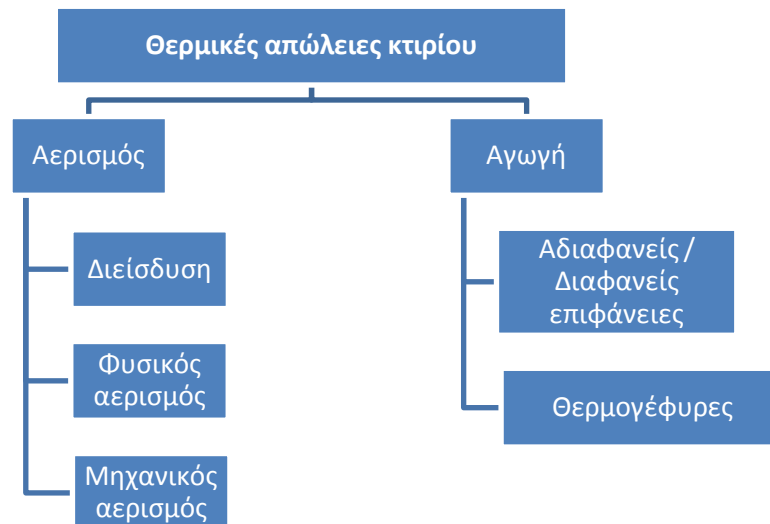 Θερμικές απώλειες κτιρίου
Αερισμός
Διείσδυση
Φυσικός
αερισμός
Μηχανικός
αερισμός
Αγωγή
Αδιαφανείς /
Διαφανείς
επιφάνειες
Θερμογέφυρες